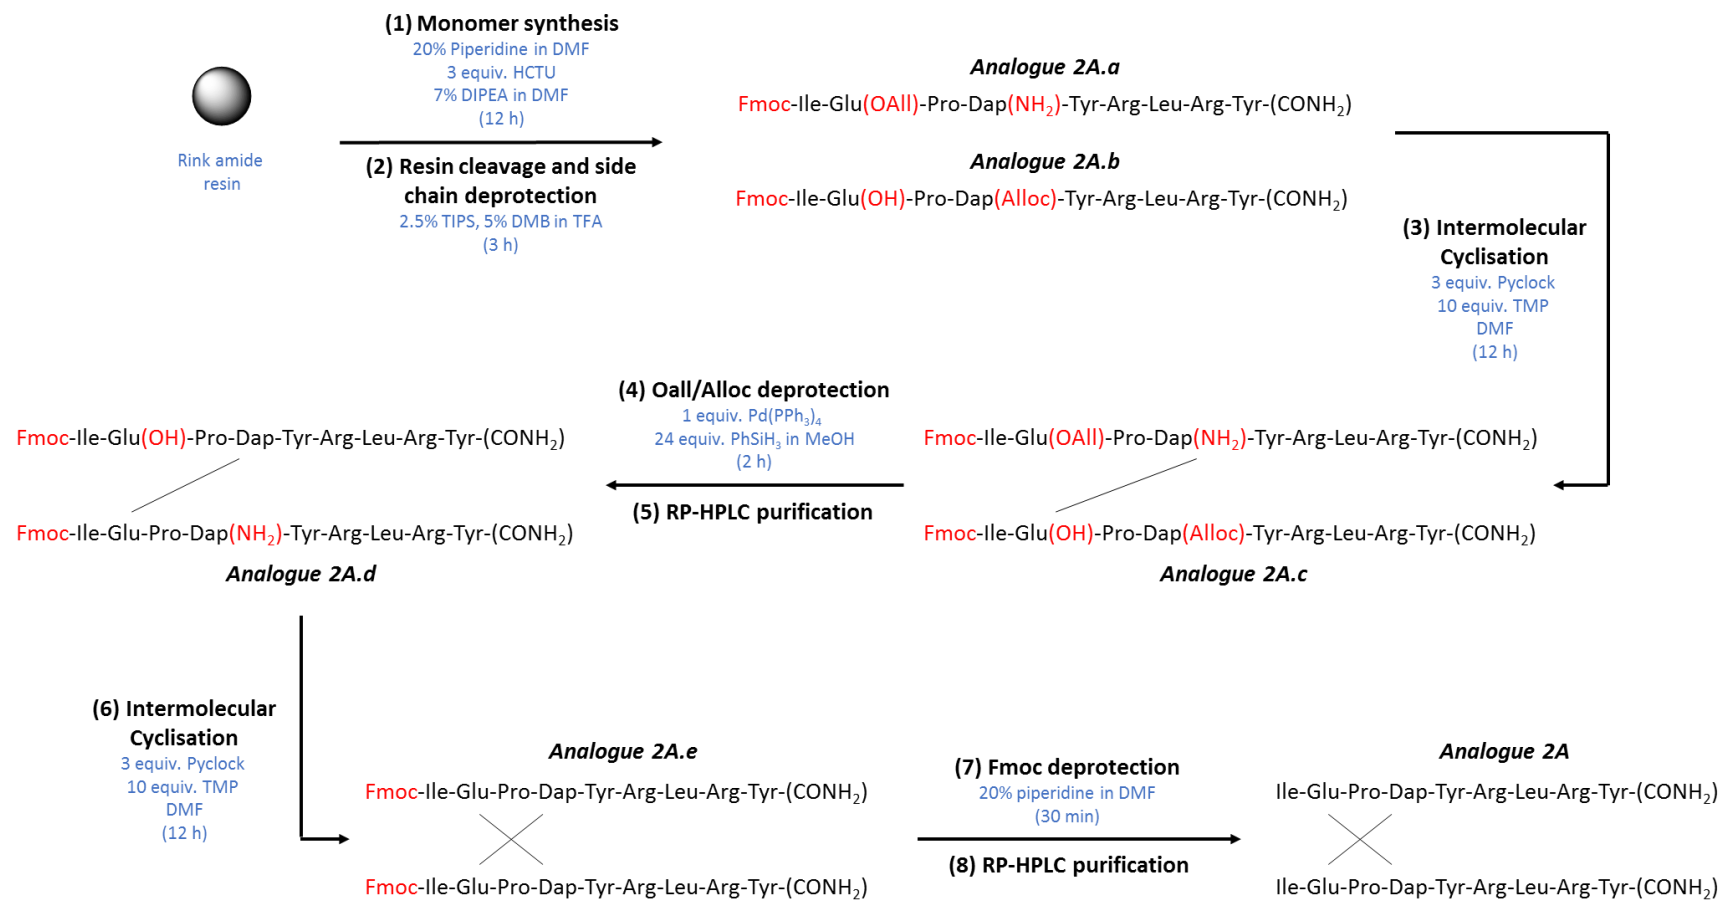 (1) Monomer synthesis
20% Piperidine in DMF
3 equiv. HCTU
7% DIPEA in DMF
(12 h)
Rink amide
resin
(2) Resin cleavage and side
chain deprotection
2.5% TIPS, 5% DMB in TFA
(3 h)
Analogue 2A.a
Fmoc-Ile-Glu(OAll)-Pro-Dap(NH₂)-Tyr-Arg-Leu-Arg-Tyr-(CONH₂)
Analogue 2A.b
Fmoc-Ile-Glu(OH)-Pro-Dap(Alloc)-Tyr-Arg-Leu-Arg-Tyr-(CONH₂)
(3) Intermolecular
Cyclisation
3 equiv. Pyclock
10 equiv. TMP
DMF
(12 h)
Fmoc-Ile-Glu(OAll)-Pro-Dap(NH₂)-Tyr-Arg-Leu-Arg-Tyr-(CONH₂)
Fmoc-Ile-Glu(OH)-Pro-Dap(Alloc)-Tyr-Arg-Leu-Arg-Tyr-(CONH₂)
Analogue 2A.c
(4) Oall/Alloc deprotection
1 equiv. Pd(PPh₃)₄
24 equiv. PhSiH₃ in MeOH
(2 h)
(5) RP-HPLC purification
Fmoc-Ile-Glu(OH)-Pro-Dap-Tyr-Arg-Leu-Arg-Tyr-(CONH₂)
Fmoc-Ile-Glu-Pro-Dap(NH₂)-Tyr-Arg-Leu-Arg-Tyr-(CONH₂)
Analogue 2A.d
(6) Intermolecular
Cyclisation
3 equiv. Pyclock
10 equiv. TMP
DMF
(12 h)
Analogue 2A.e
Fmoc-Ile-Glu-Pro-Dap-Tyr-Arg-Leu-Arg-Tyr-(CONH₂)
Fmoc-Ile-Glu-Pro-Dap-Tyr-Arg-Leu-Arg-Tyr-(CONH₂)
(7) Fmoc deprotection
20% piperidine in DMF
(30 min)
(8) RP-HPLC purification
Analogue 2A
Ile-Glu-Pro-Dap-Tyr-Arg-Leu-Arg-Tyr-(CONH₂)
Ile-Glu-Pro-Dap-Tyr-Arg-Leu-Arg-Tyr-(CONH₂)